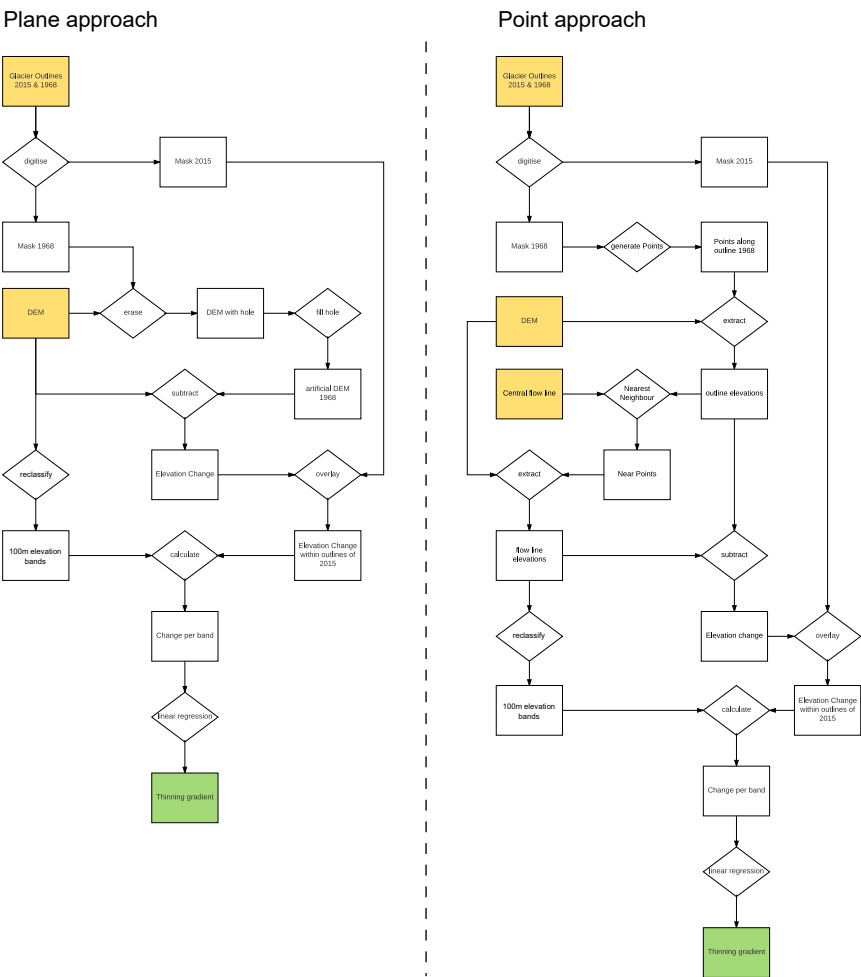 Plane approach
Glacier Outlines
2015 & 1968
digitise
Mask 2015
Mask 1968
DEM
erase
DEM with hole
fill hole
subtract
artificial DEM
1968
reclassify
Elevation Change
overlay
100m elevation
bands
calculate
Elevation Change
within outlines of
2015
Change per band
linear regression
Thinning gradient
Point approach
Glacier Outlines
2015 & 1968
digitise
Mask 2015
Mask 1968
generate Points
Points along
outline 1968
DEM
extract
Central flow line
Nearest
Neighbour
outline elevations
extract
Near Points
flow line
elevations
subtract
reclassify
Elevation change
overlay
100m elevation
bands
calculate
Elevation Change
within outlines of
2015
Change per band
linear regression
Thinning gradient